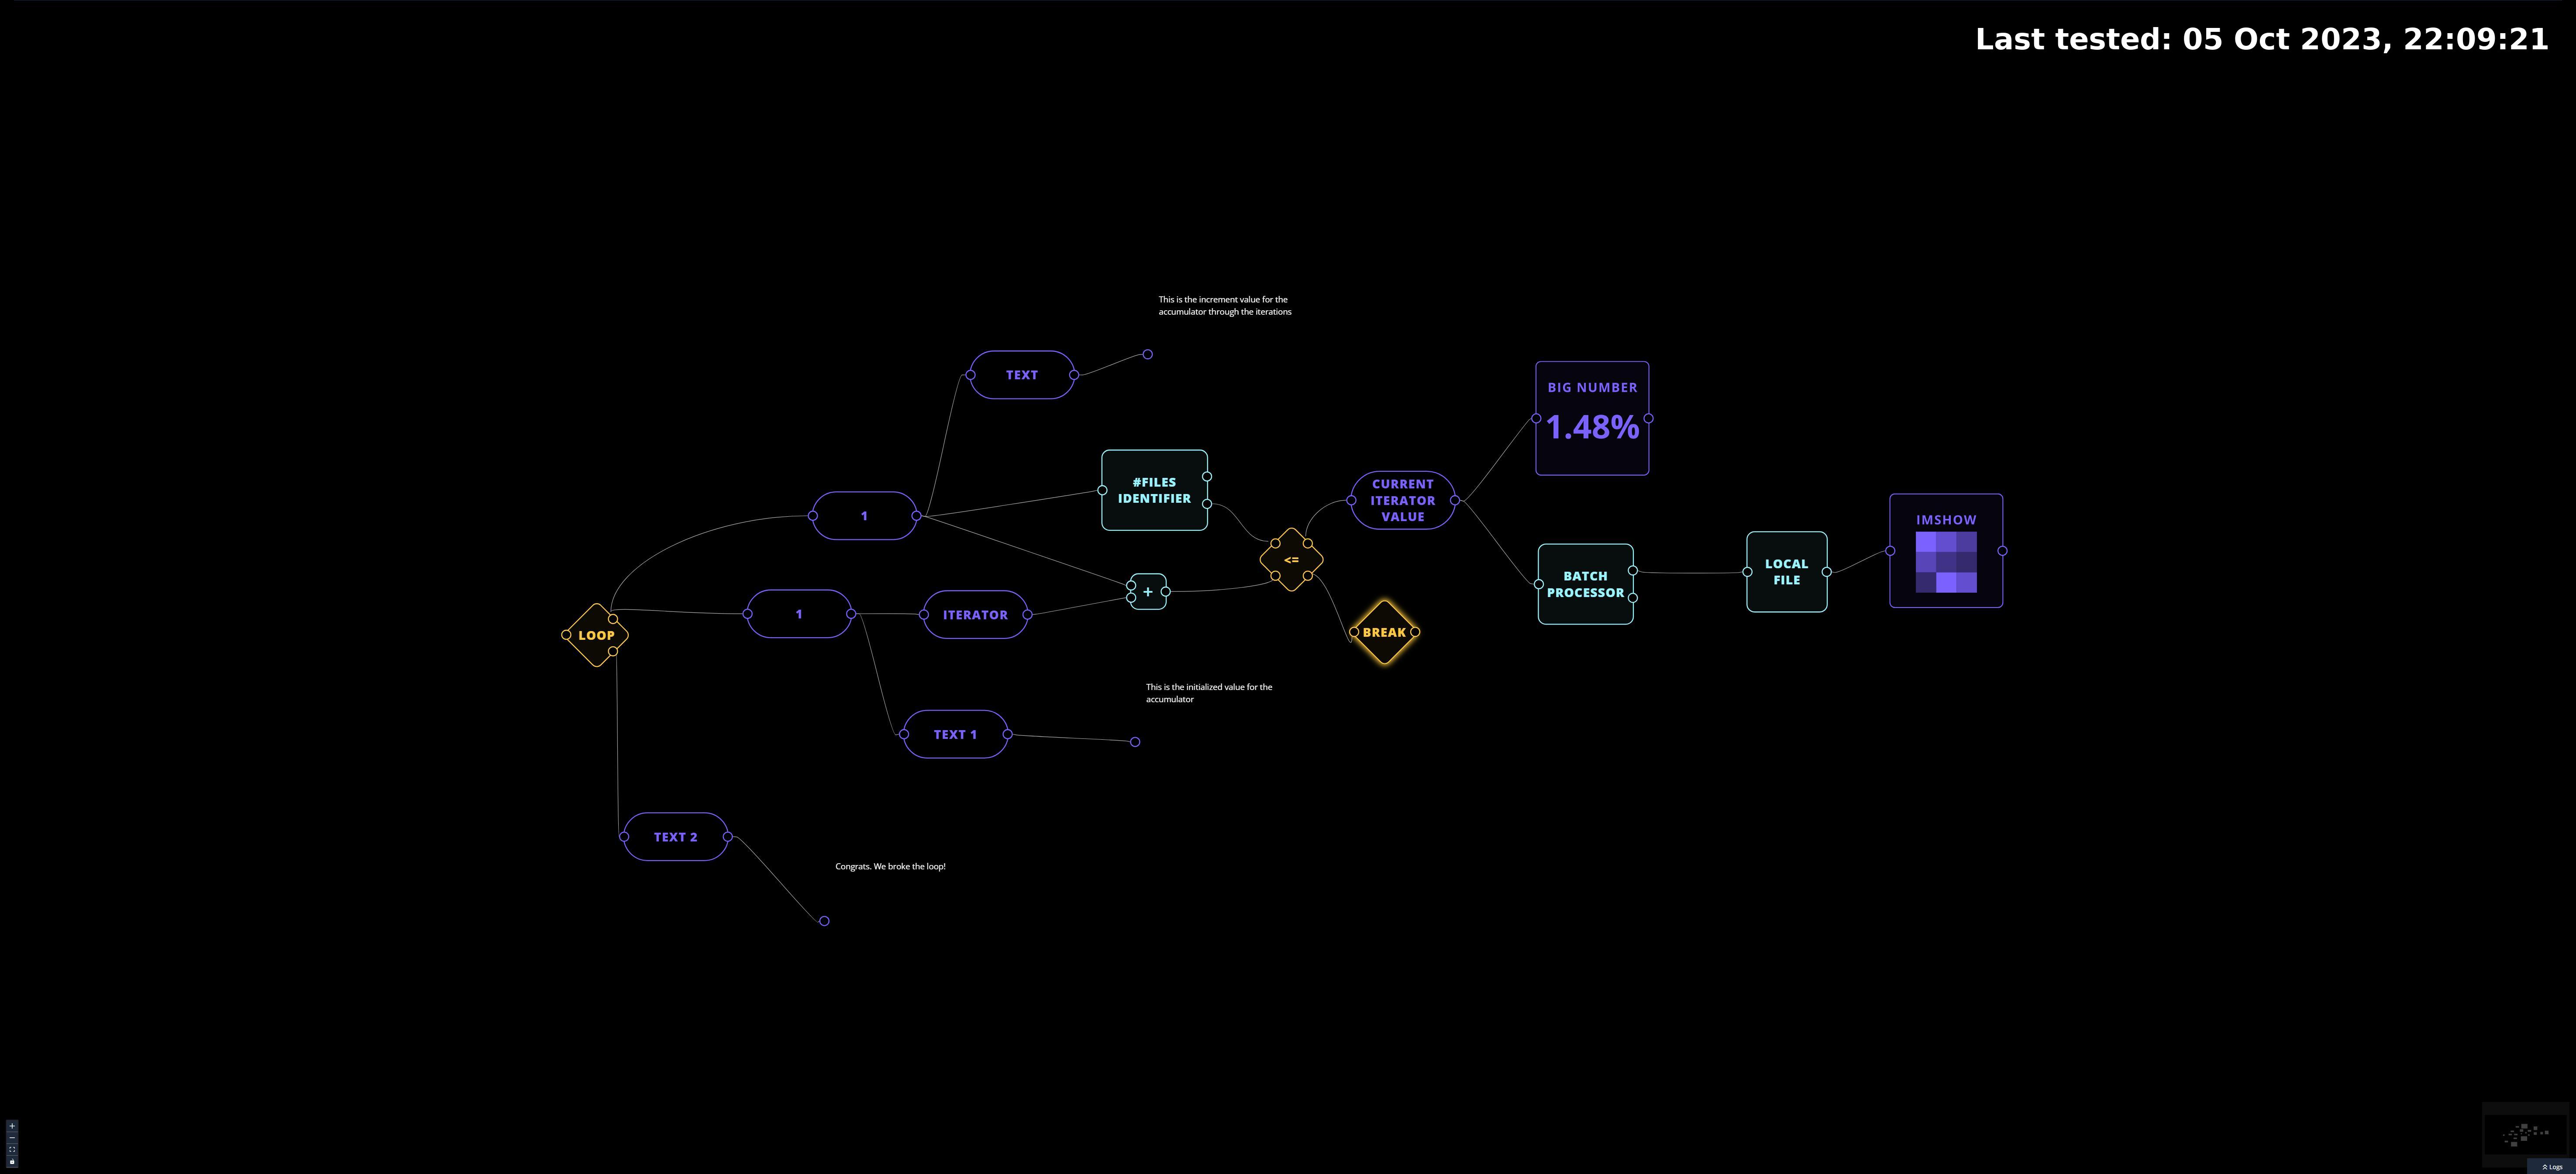 Last tested: 05 Oct 2023, 22:09:21
This is the increment value for the
accumulator through the iterations
TEXT
BIG NUMBER
1.48%
#FILES
IDENTIFIER
CURRENT
ITERATOR
VALUE
1
IMSHOW
<=
LOCAL
FILE
BATCH
PROCESSOR
+
1
ITERATOR
LOOP
BREAK
This is the initialized value for the
accumulator
TEXT 1
TEXT 2
Congrats. We broke the loop!
Logs